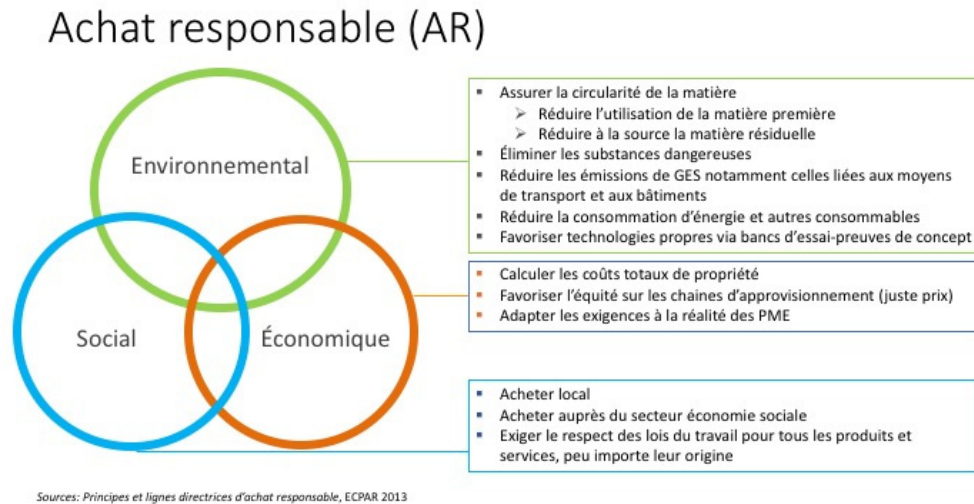 Achat responsable (AR)
Environnemental
Social
Économique
▪ Assurer la circularité de la matière
➢ Réduire l'utilisation de la matière première
➢ Réduire à la source la matière résiduelle
▪ Éliminer les substances dangereuses
▪ Réduire les émissions de GES notamment celles liées aux moyens
de transport et aux bâtiments
▪ Réduire la consommation d'énergie et autres consommables
▪ Favoriser technologies propres via bancs d'essai-preuves de concept
▪ Calculer les coûts totaux de propriété
▪ Favoriser l'équité sur les chaines d'approvisionnement (juste prix)
▪ Adapter les exigences à la réalité des PME
▪ Acheter local
▪ Acheter auprès du secteur économie sociale
▪ Exiger le respect des lois du travail pour tous les produits et
services, peu importe leur origine
Sources: Principes et lignes directrices d'achat responsable, ECPAR 2013